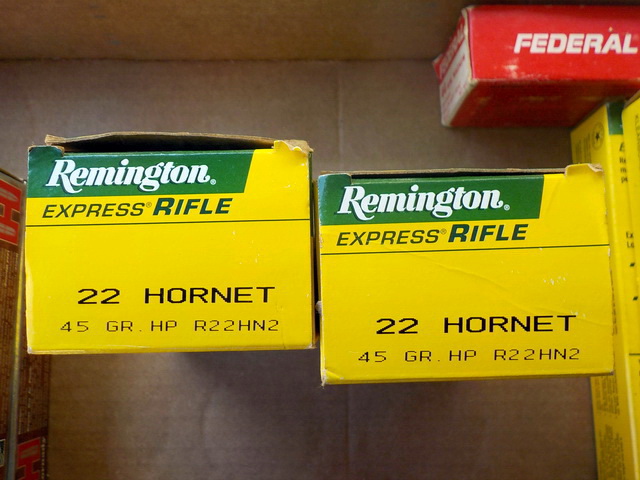 FEDERAL
Remington.
EXPRESS® RIFLE
22 HORNET
45 GR. HP R22HN2
Remington.
EXPRESS® RIFLE
22 HORNET
45 GR. HP R22HN2